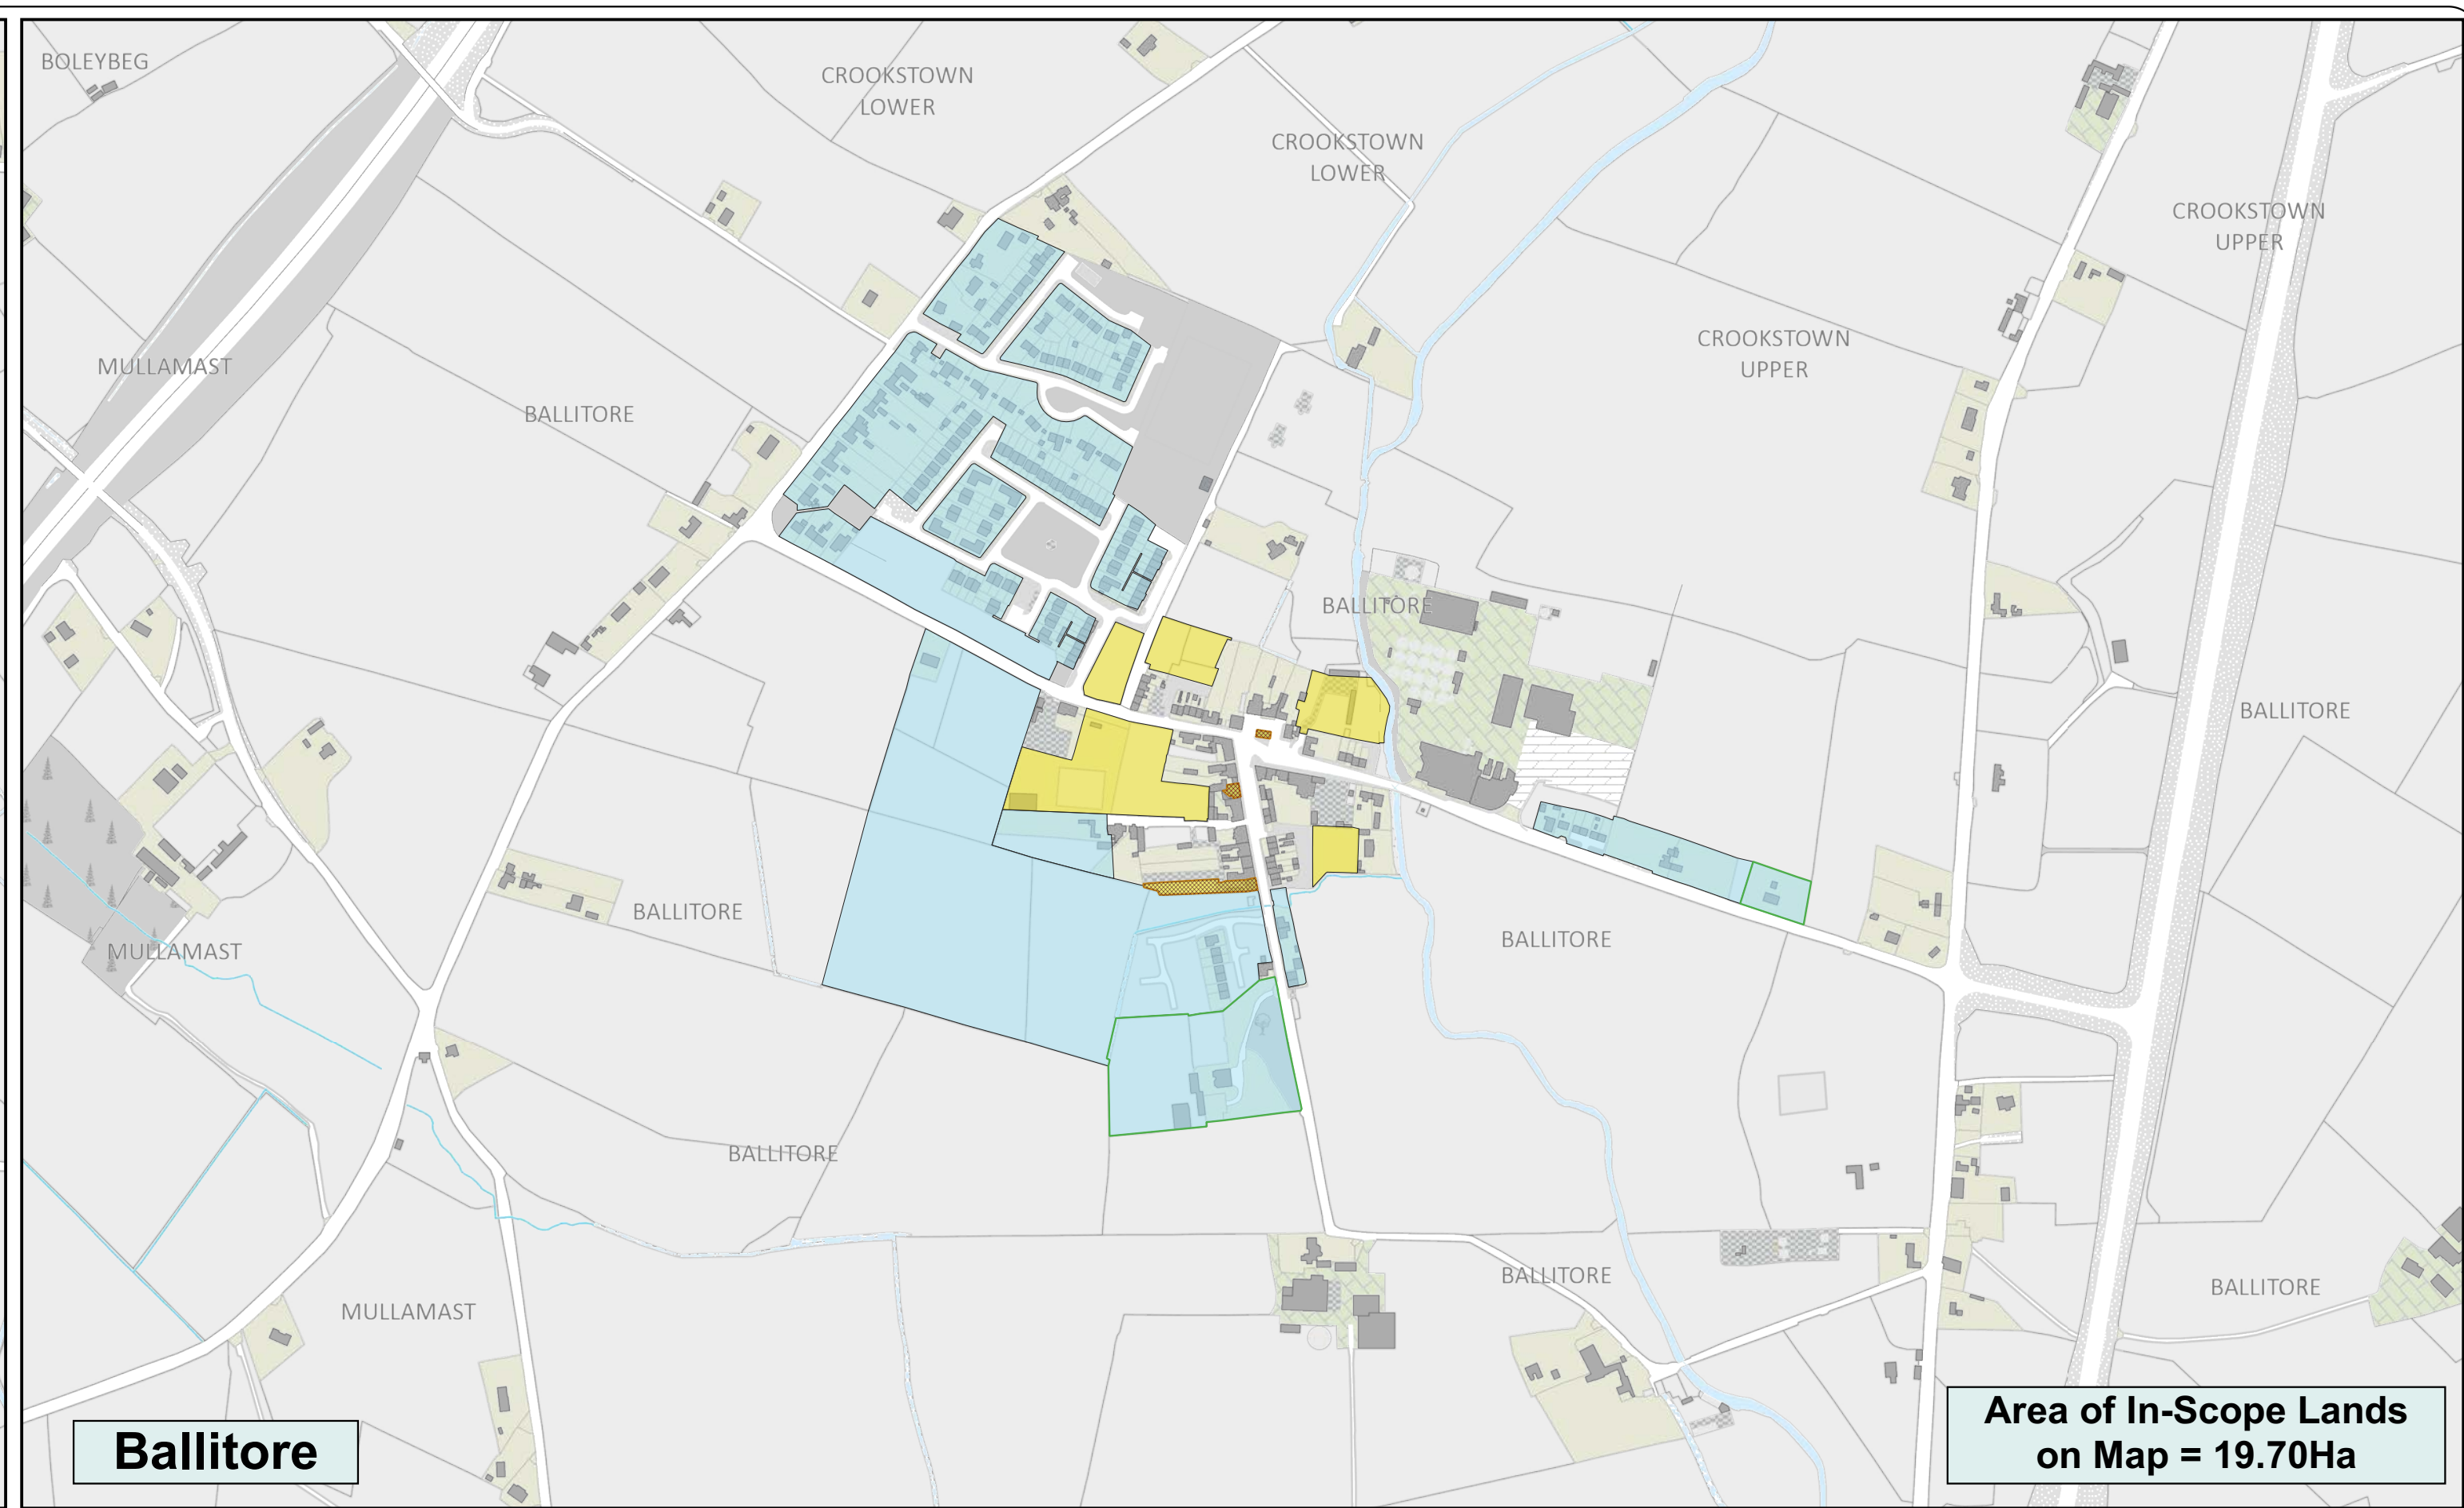 BOLEYBEG
CROOKSTOWN
LOWER
CROOKSTOWN
LOWER
CROOKSTOWN
UPPER
MULLAMAST
CROOKSTOWN
UPPER
BALLITORE
BALLITORE
BALLITORE
BALLITORE
BALLITORE
MULLAMAST
BALLITORE
BALLITORE
BALLITORE
MULLAMAST
Ballitore
Area of In-Scope Lands
on Map = 19.70Ha